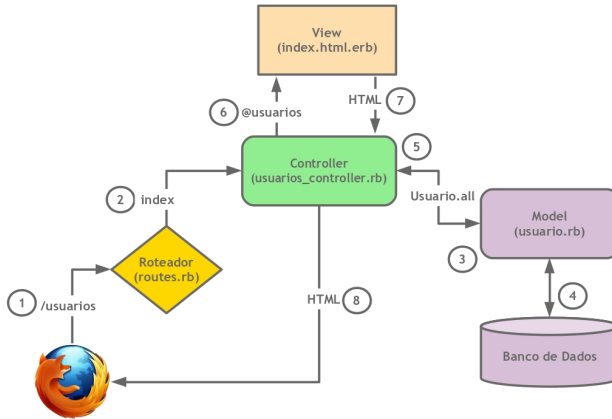 View
(index.html.erb)
6 @usuarios
HTML 7
Controller
(usuarios_controller.rb)
5
2 index
Usuario.all
Model
(usuario.rb)
3
Roteador
(routes.rb)
1 /usuarios
HTML 8
4
Banco de Dados